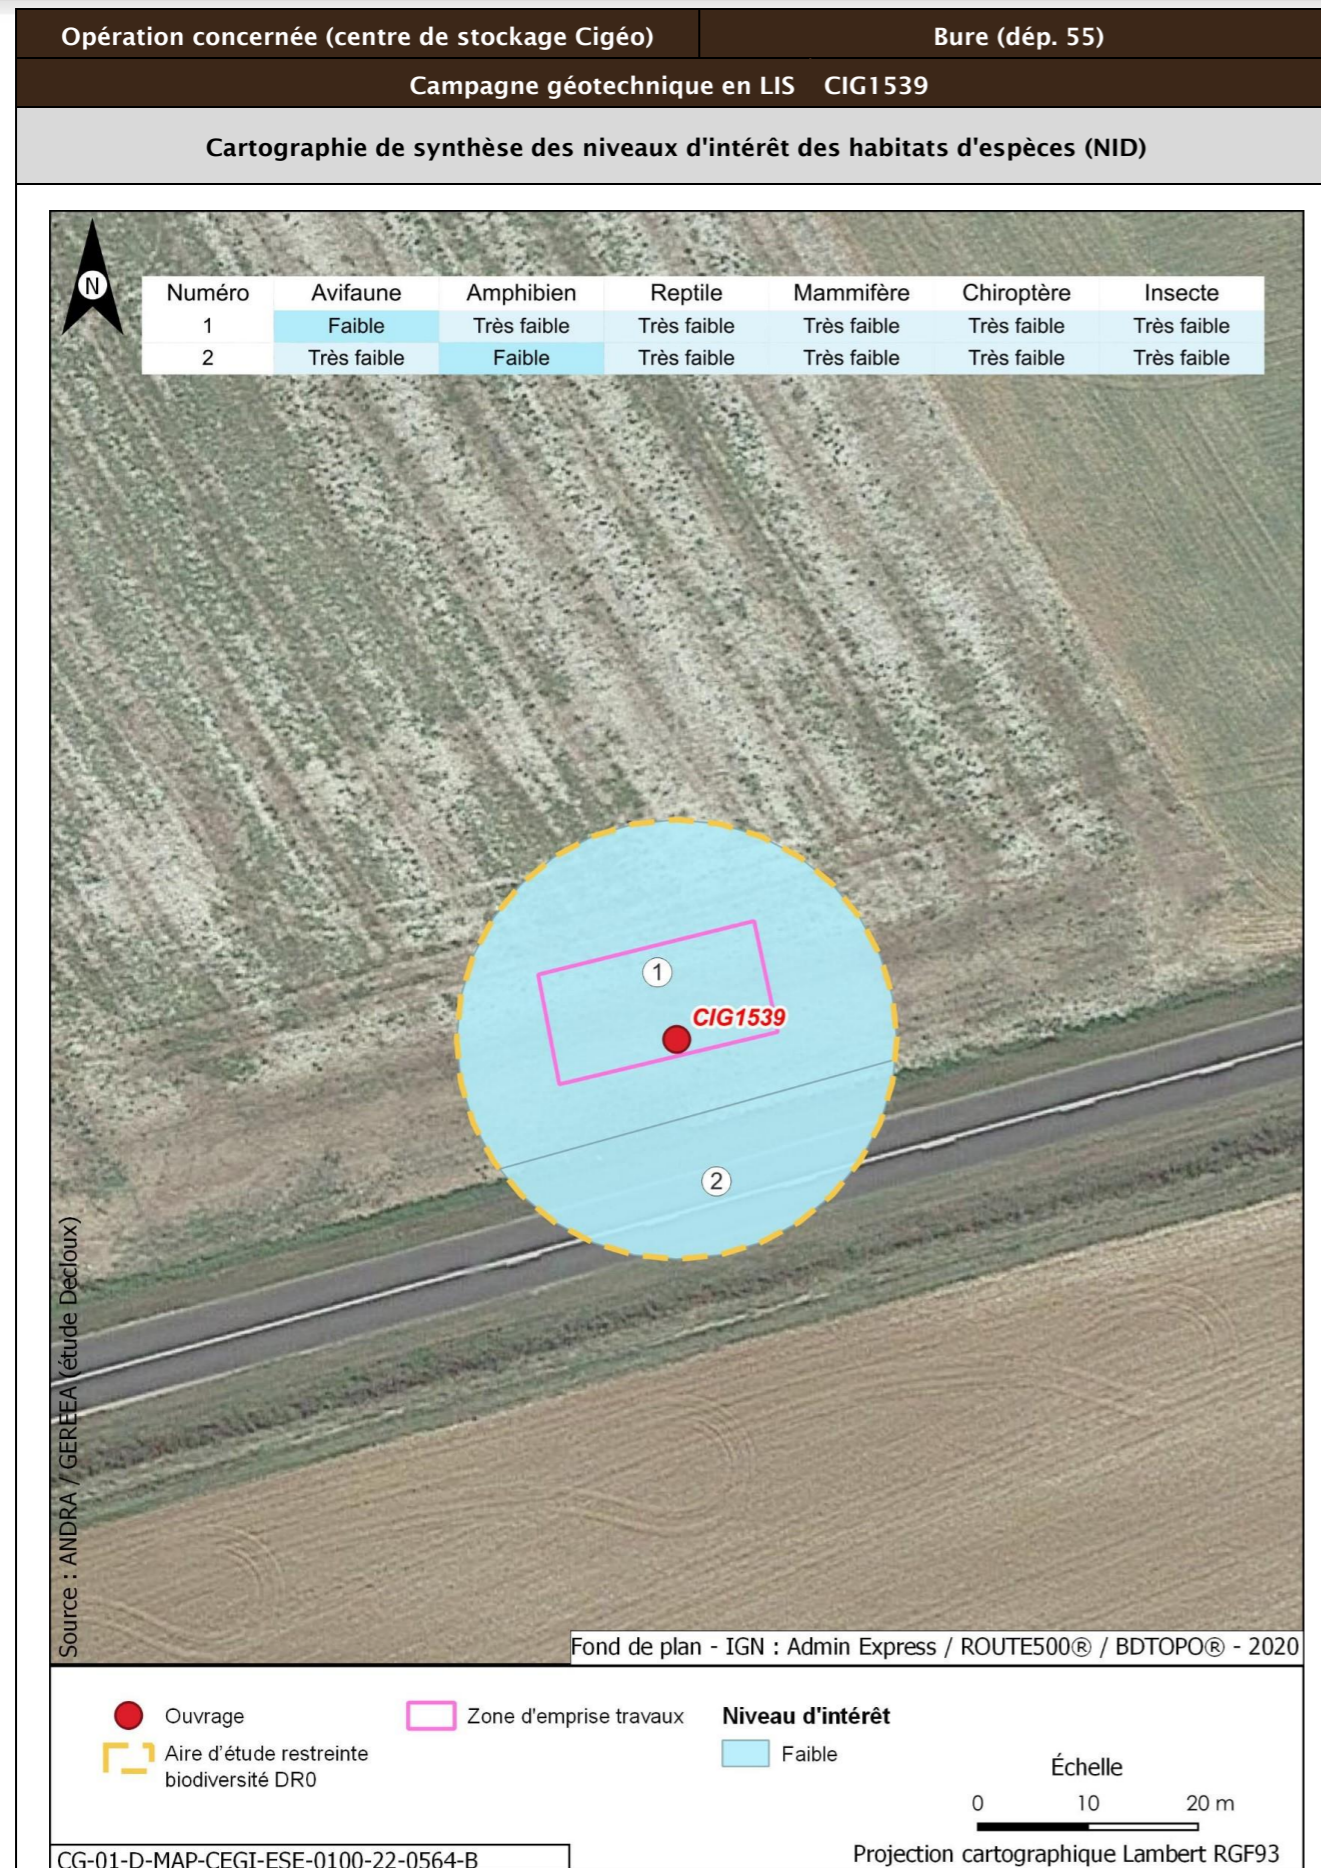 Opération concernée (centre de stockage Cigéo) Bure (dép. 55)
Campagne géotechnique en LIS CIG1539
Cartographie de synthèse des niveaux d'intérêt des habitats d'espèces (NID)
N
Numéro Avifaune Amphibien Reptile Mammifère Chiroptère Insecte
1 Faible Très faible Très faible Très faible Très faible Très faible
2 Très faible Faible Très faible Très faible Très faible Très faible
1
CIG1539
2
Source : ANDRA / GEREEA (étude Decloux)
Fond de plan - IGN : Admin Express / ROUTE500® / BDTOPO® - 2020
Ouvrage
Aire d'étude restreinte
biodiversité DR0
Zone d'emprise travaux
Niveau d'intérêt
Faible
Échelle
0 10 20 m
Projection cartographique Lambert RGF93
CG-01-D-MAP-CEGI-ESE-0100-22-0564-B